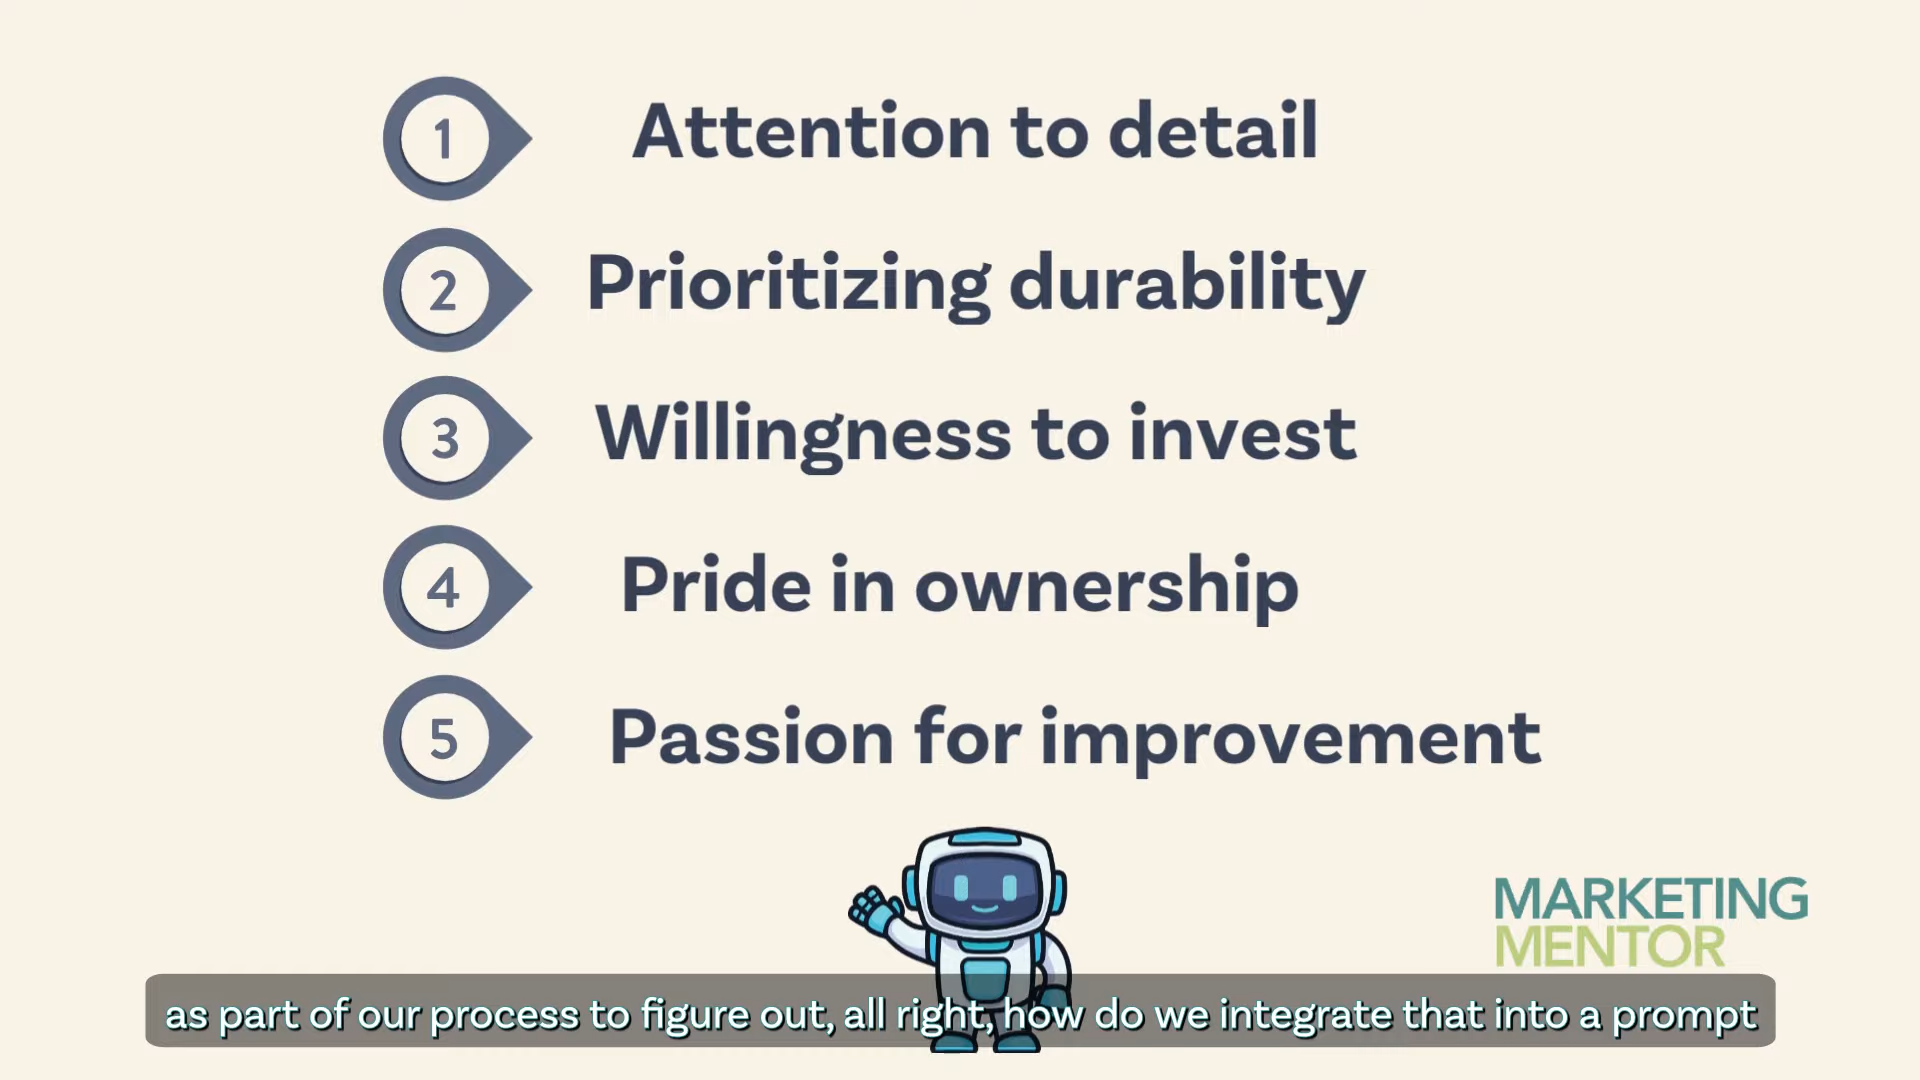 1 Attention to detail
2 Prioritizing durability
3 Willingness to invest
4 Pride in ownership
5 Passion for improvement
MARKETING
MENTOR
as part of our process to figure out, all right, how do we integrate that into a prompt